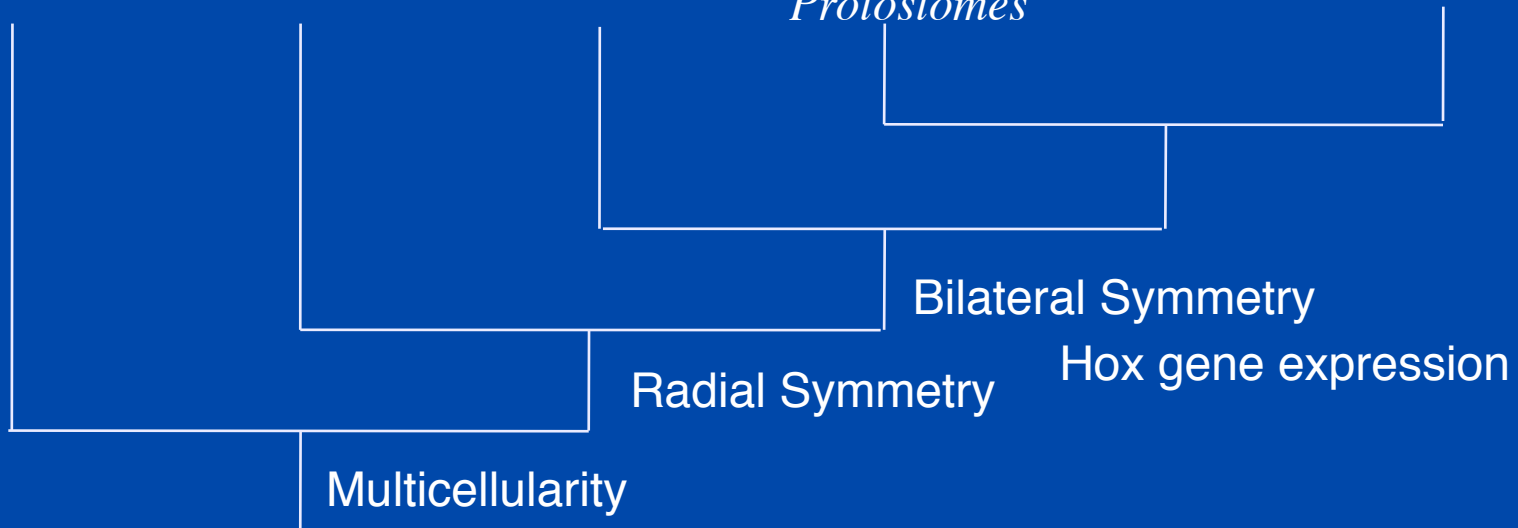 Protostomes
Bilateral Symmetry
Hox gene expression
Radial Symmetry
Multicellularity